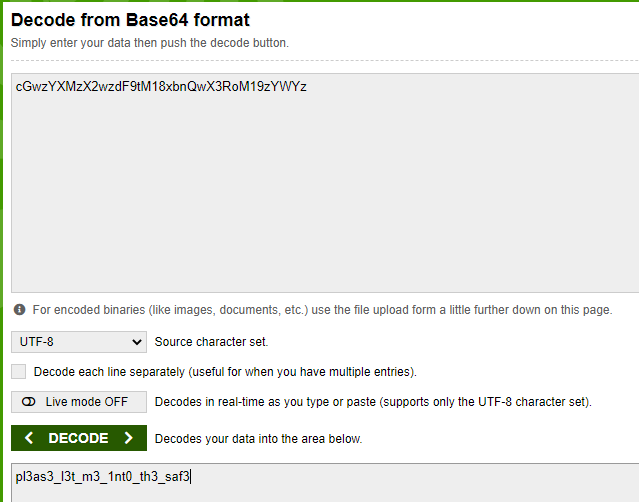 Decode from Base64 format
Simply enter your data then push the decode button.
cGwzYXMzX2wzdF9tM18xbnQwX3RoM19zYWYz
For encoded binaries (like images, documents, etc.) use the file upload form a little further down on this page.
UTF-8 Source character set.
Decode each line separately (useful for when you have multiple entries).
Live mode OFF Decodes in real-time as you type or paste (supports only the UTF-8 character set).
< DECODE > Decodes your data into the area below.
pl3as3_l3t_m3_1nt0_th3_saf3